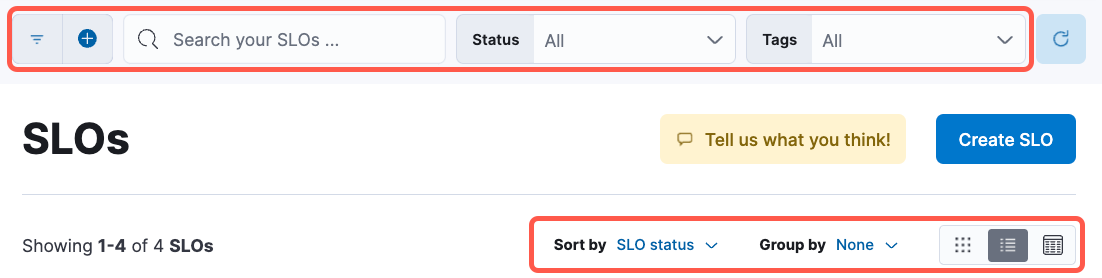 Search your SLOs ... Status All Tags All
SLOs Tell us what you think! Create SLO
Showing 1-4 of 4 SLOs Sort by SLO status Group by None